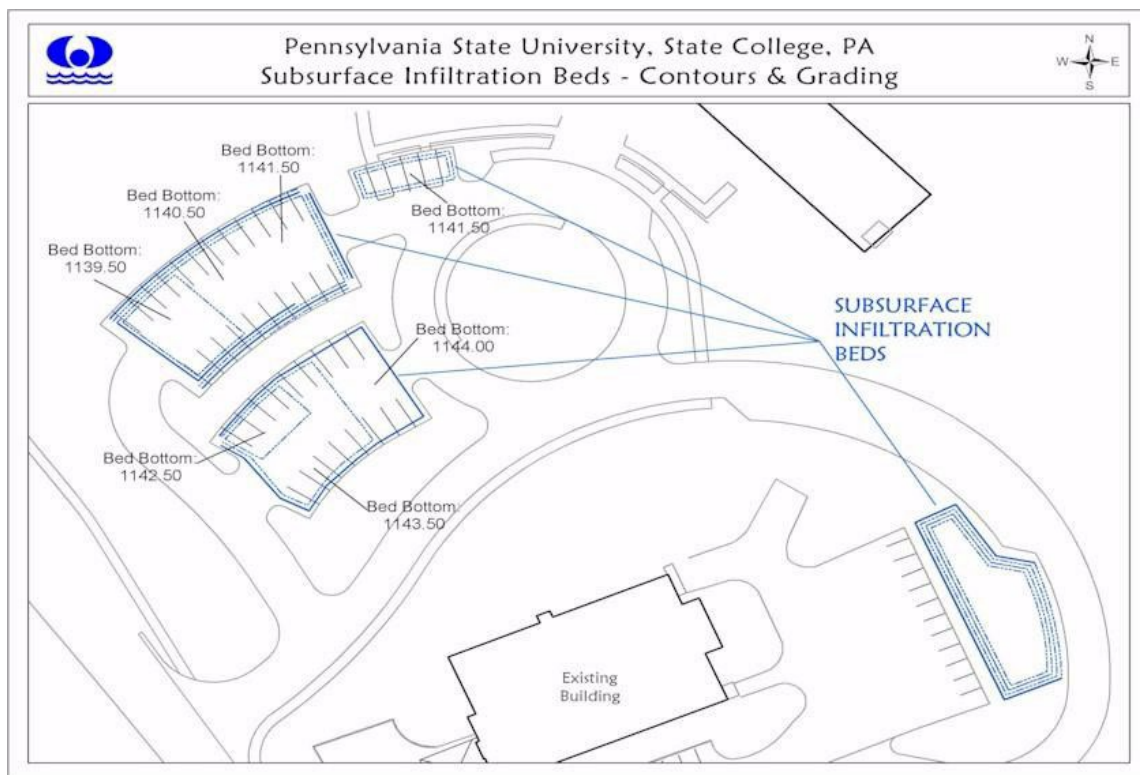 Pennsylvania State University, State College, PA
Subsurface Infiltration Beds - Contours & Grading
N
W
E
S
Bed Bottom:
1141.50
Bed Bottom:
1140.50
Bed Bottom:
1139.50
Bed Bottom:
1141.50
Bed Bottom:
1144.00
SUBSURFACE
INFILTRATION
BEDS
Bed Bottom:
1142.50
Bed Bottom:
1143.50
Existing
Building